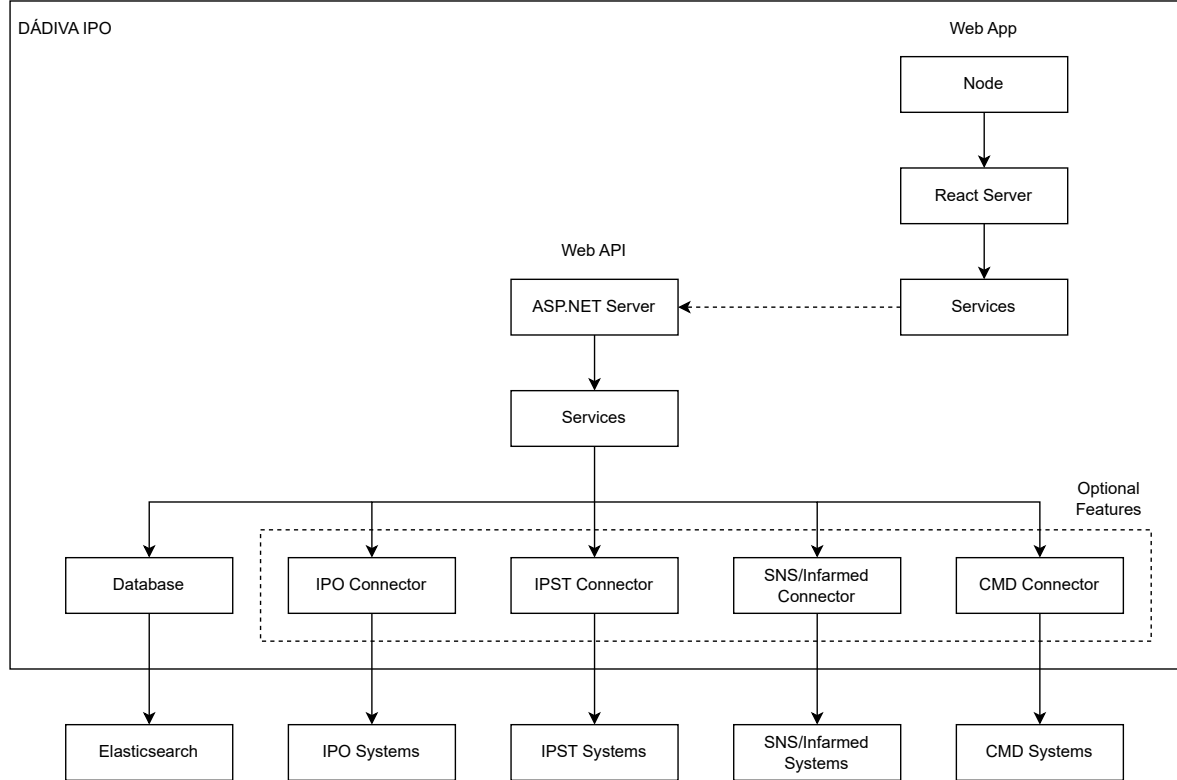 DÁDIVA IPO
Web App
Node
React Server
Web API
ASP.NET Server
Services
Services
Optional
Features
Database
IPO Connector
IPST Connector
SNS/Infarmed
Connector
CMD Connector
Elasticsearch
IPO Systems
IPST Systems
SNS/Infarmed
Systems
CMD Systems